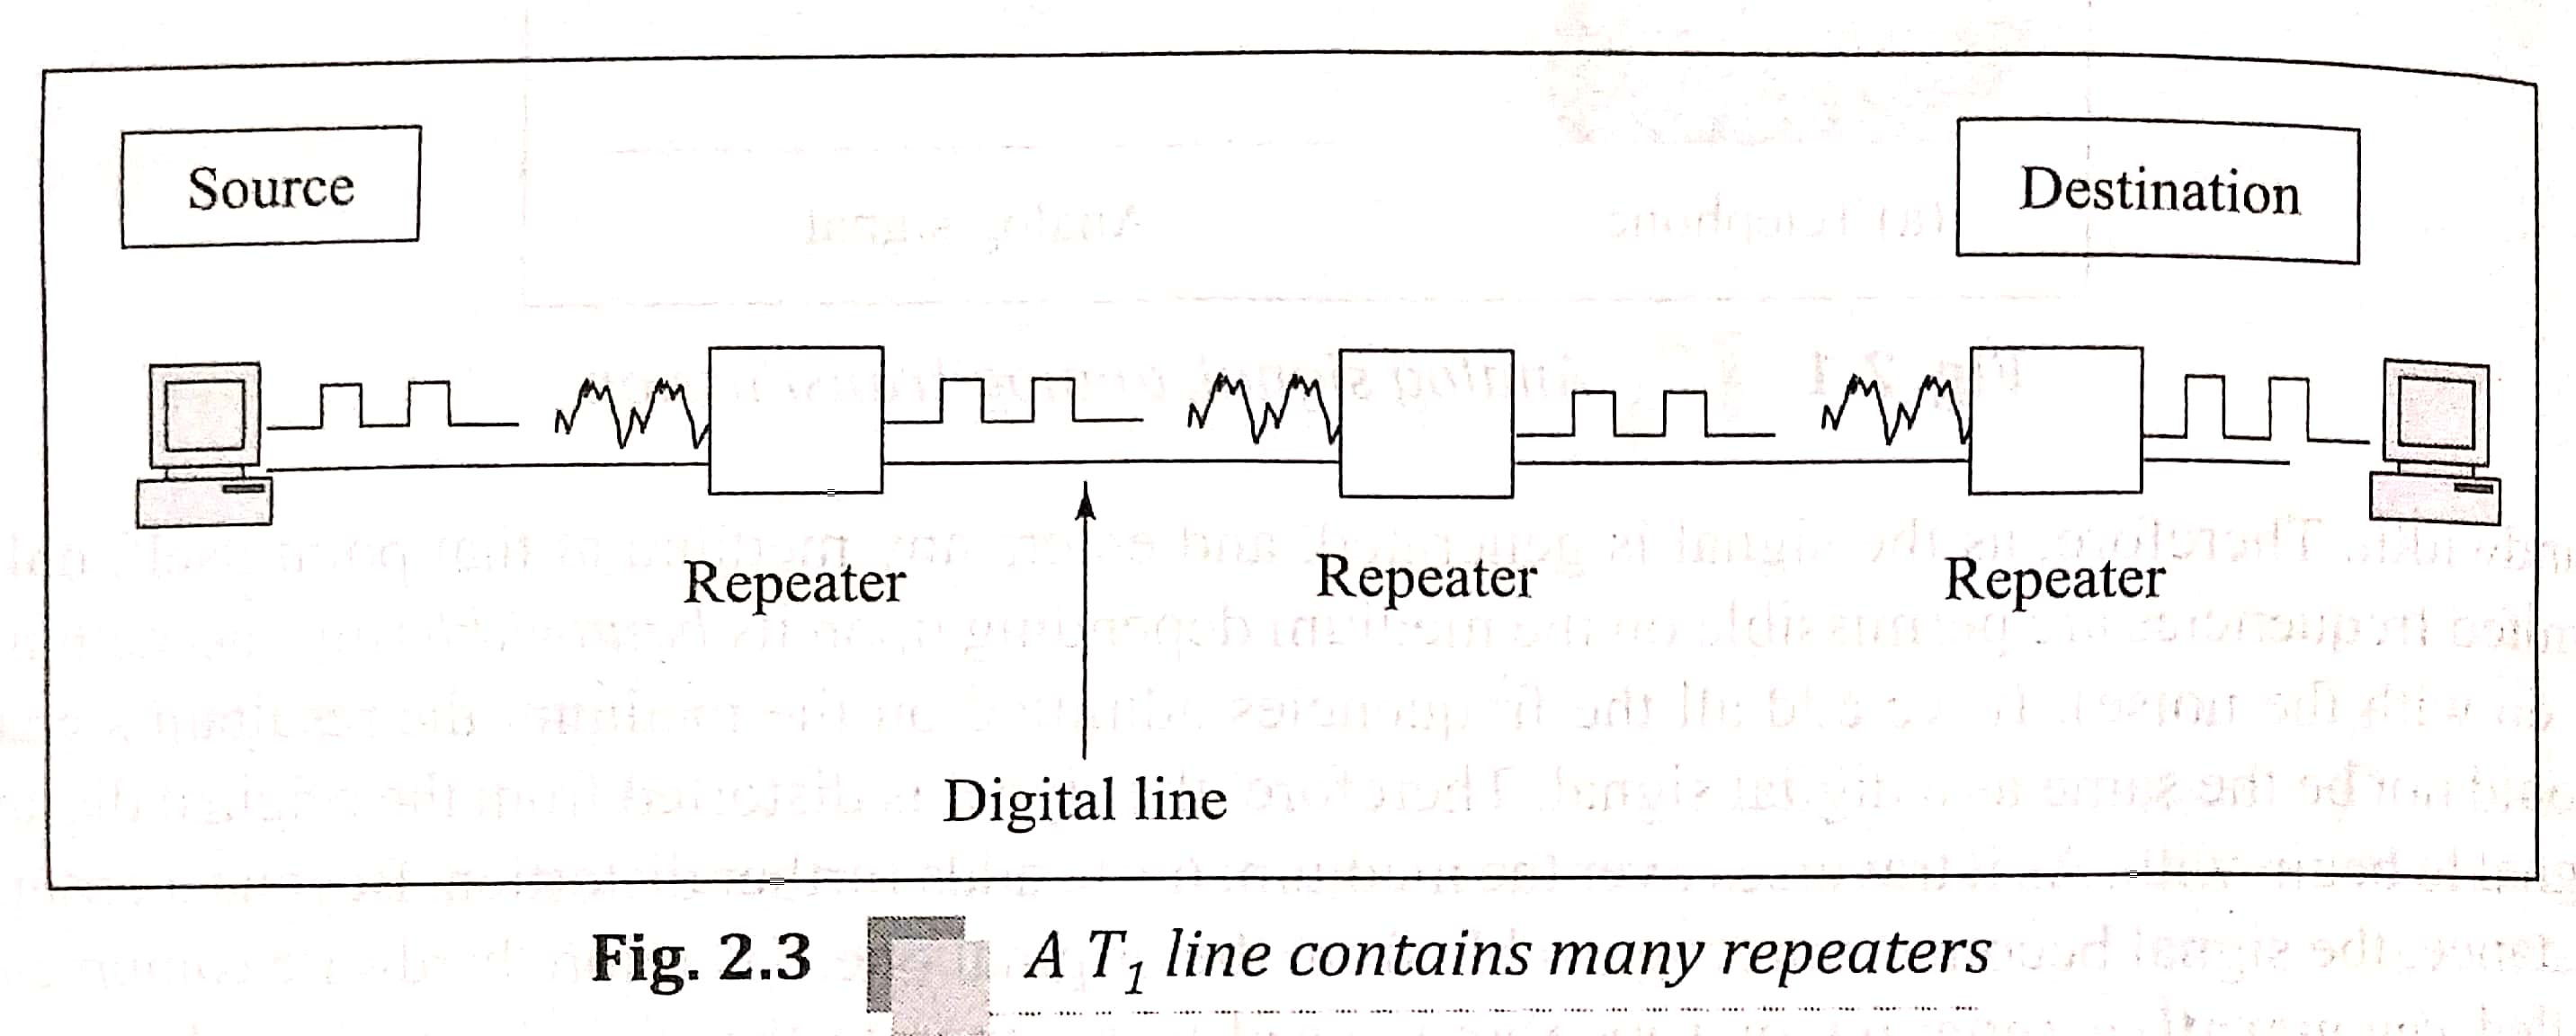 Source
Destination
Repeater
Repeater
Repeater
Digital line
Fig. 2.3 A T₁ line contains many repeaters